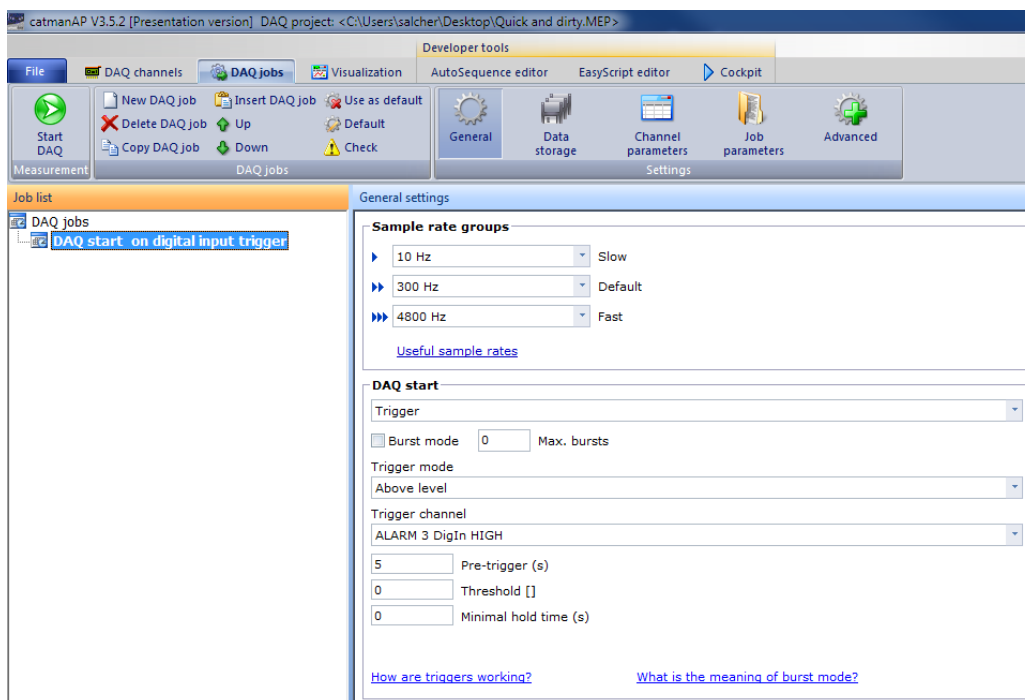 catmanAP V3.5.2 [Presentation version]  DAQ project: <C:\Users\salcher\Desktop\Quick and dirty.MEP>
Developer tools
File DAQ channels DAQ jobs Visualization AutoSequence editor EasyScript editor Cockpit
New DAQ job Insert DAQ job Use as default
Delete DAQ job Up Default
Copy DAQ job Down Check
Start
DAQ
General
Data
storage
Channel
parameters
Job
parameters
Advanced
Measurement DAQ jobs Settings
Job list
DAQ jobs
DAQ start  on digital input trigger
General settings
Sample rate groups
10 Hz Slow
300 Hz Default
4800 Hz Fast
Useful sample rates
DAQ start
Trigger
Burst mode 0 Max. bursts
Trigger mode
Above level
Trigger channel
ALARM 3 DigIn HIGH
5 Pre-trigger (s)
0 Threshold []
0 Minimal hold time (s)
How are triggers working? What is the meaning of burst mode?